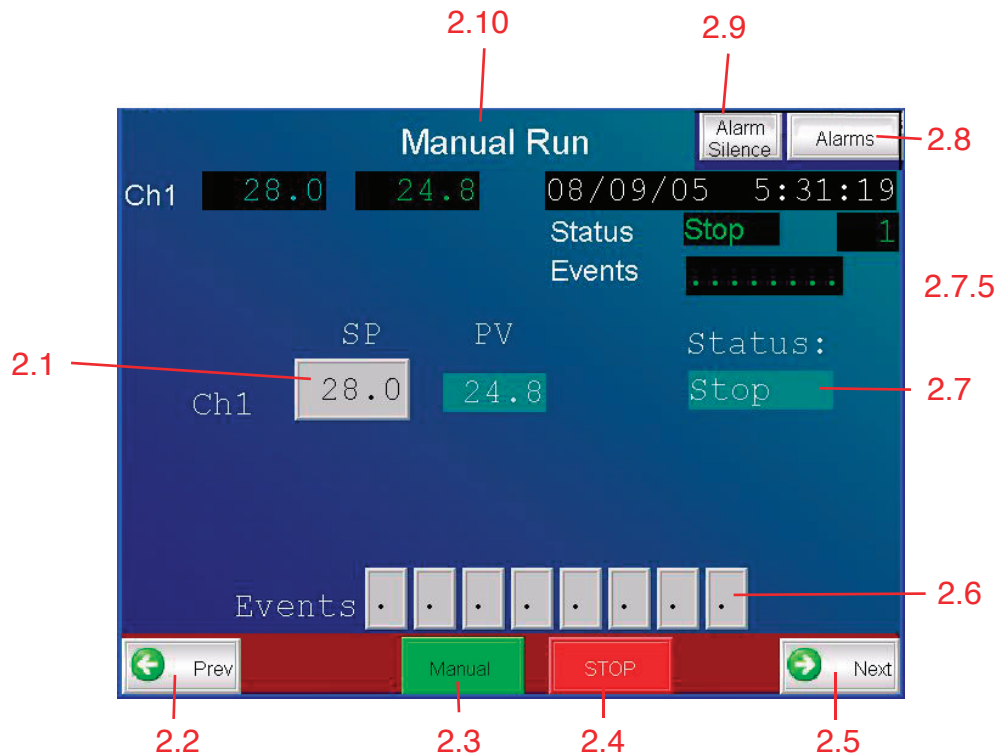 2.10 2.9
Manual Run Alarm Silence Alarms 2.8
Ch1 28.0 24.8 08/09/05 5:31:19
Status Stop 1
Events ........ 2.7.5
SP PV Status:
2.1 Ch1 28.0 24.8 Stop 2.7
Events . . . . . . . . 2.6
Prev Manual STOP Next
2.2 2.3 2.4 2.5